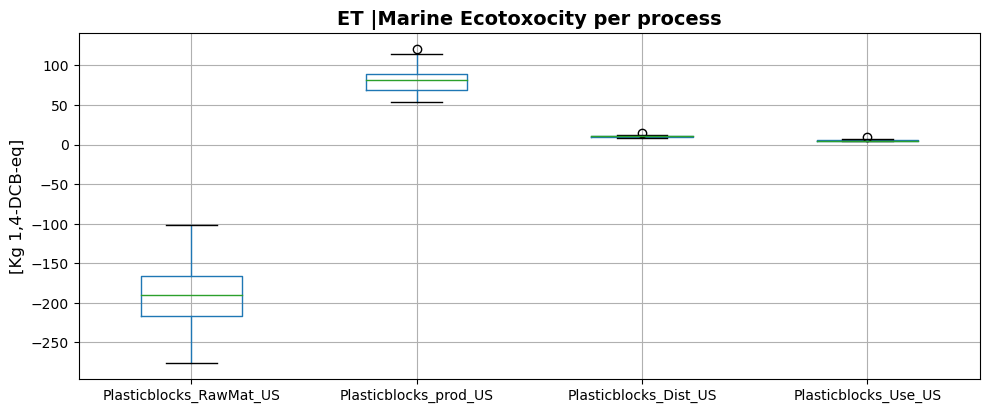 ET |Marine Ecotoxocity per process
[Kg 1,4-DCB-eq]
100
50
0
−50
−100
−150
−200
−250
Plasticblocks_RawMat_US
Plasticblocks_prod_US
Plasticblocks_Dist_US
Plasticblocks_Use_US